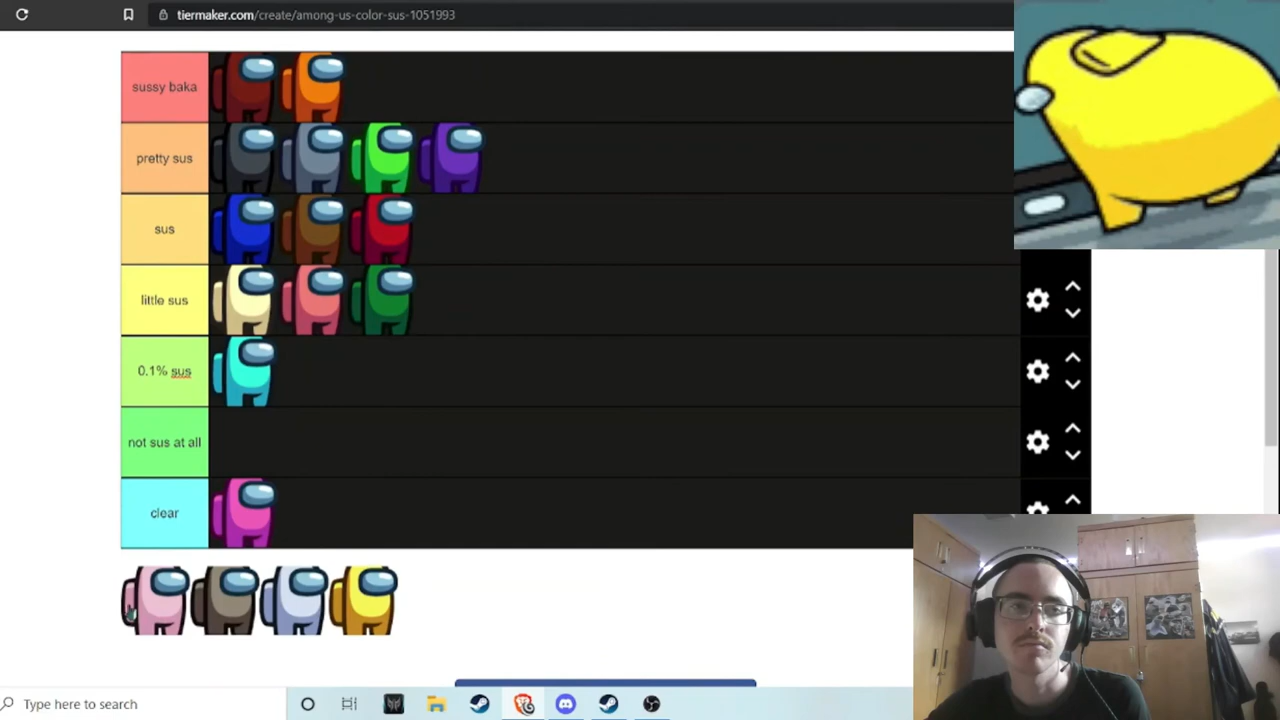 tiermaker.com/create/among-us-color-sus-1051993
sussy baka
pretty sus
sus
little sus
0.1% sus
not sus at all
clear
Type here to search